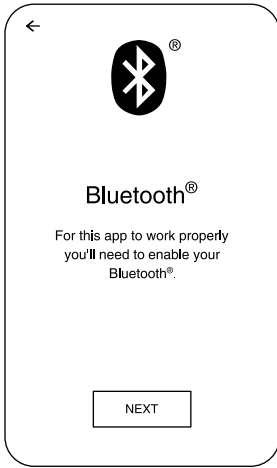 ®
Bluetooth®
For this app to work properly
you'll need to enable your
Bluetooth®.
NEXT